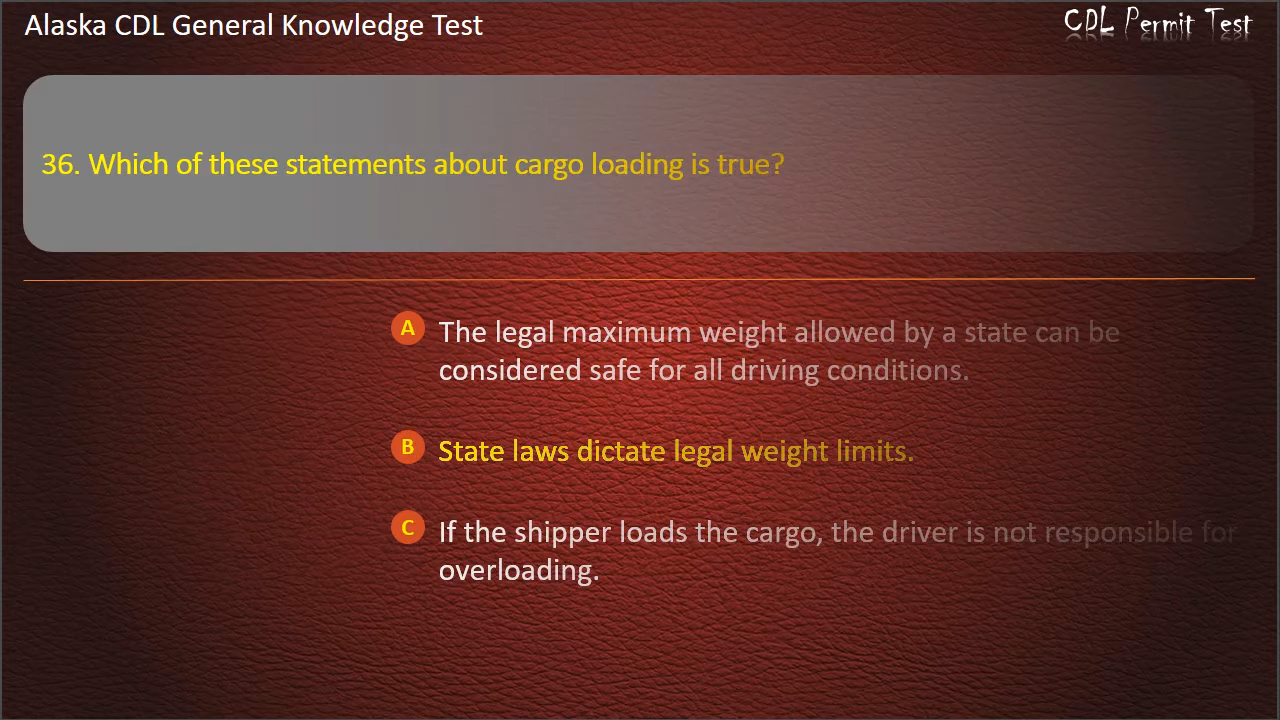 Alaska CDL General Knowledge Test
CDL Permit Test
36. Which of these statements about cargo loading is true?
A The legal maximum weight allowed by a state can be
considered safe for all driving conditions.
B State laws dictate legal weight limits.
C If the shipper loads the cargo, the driver is not responsible for
overloading.